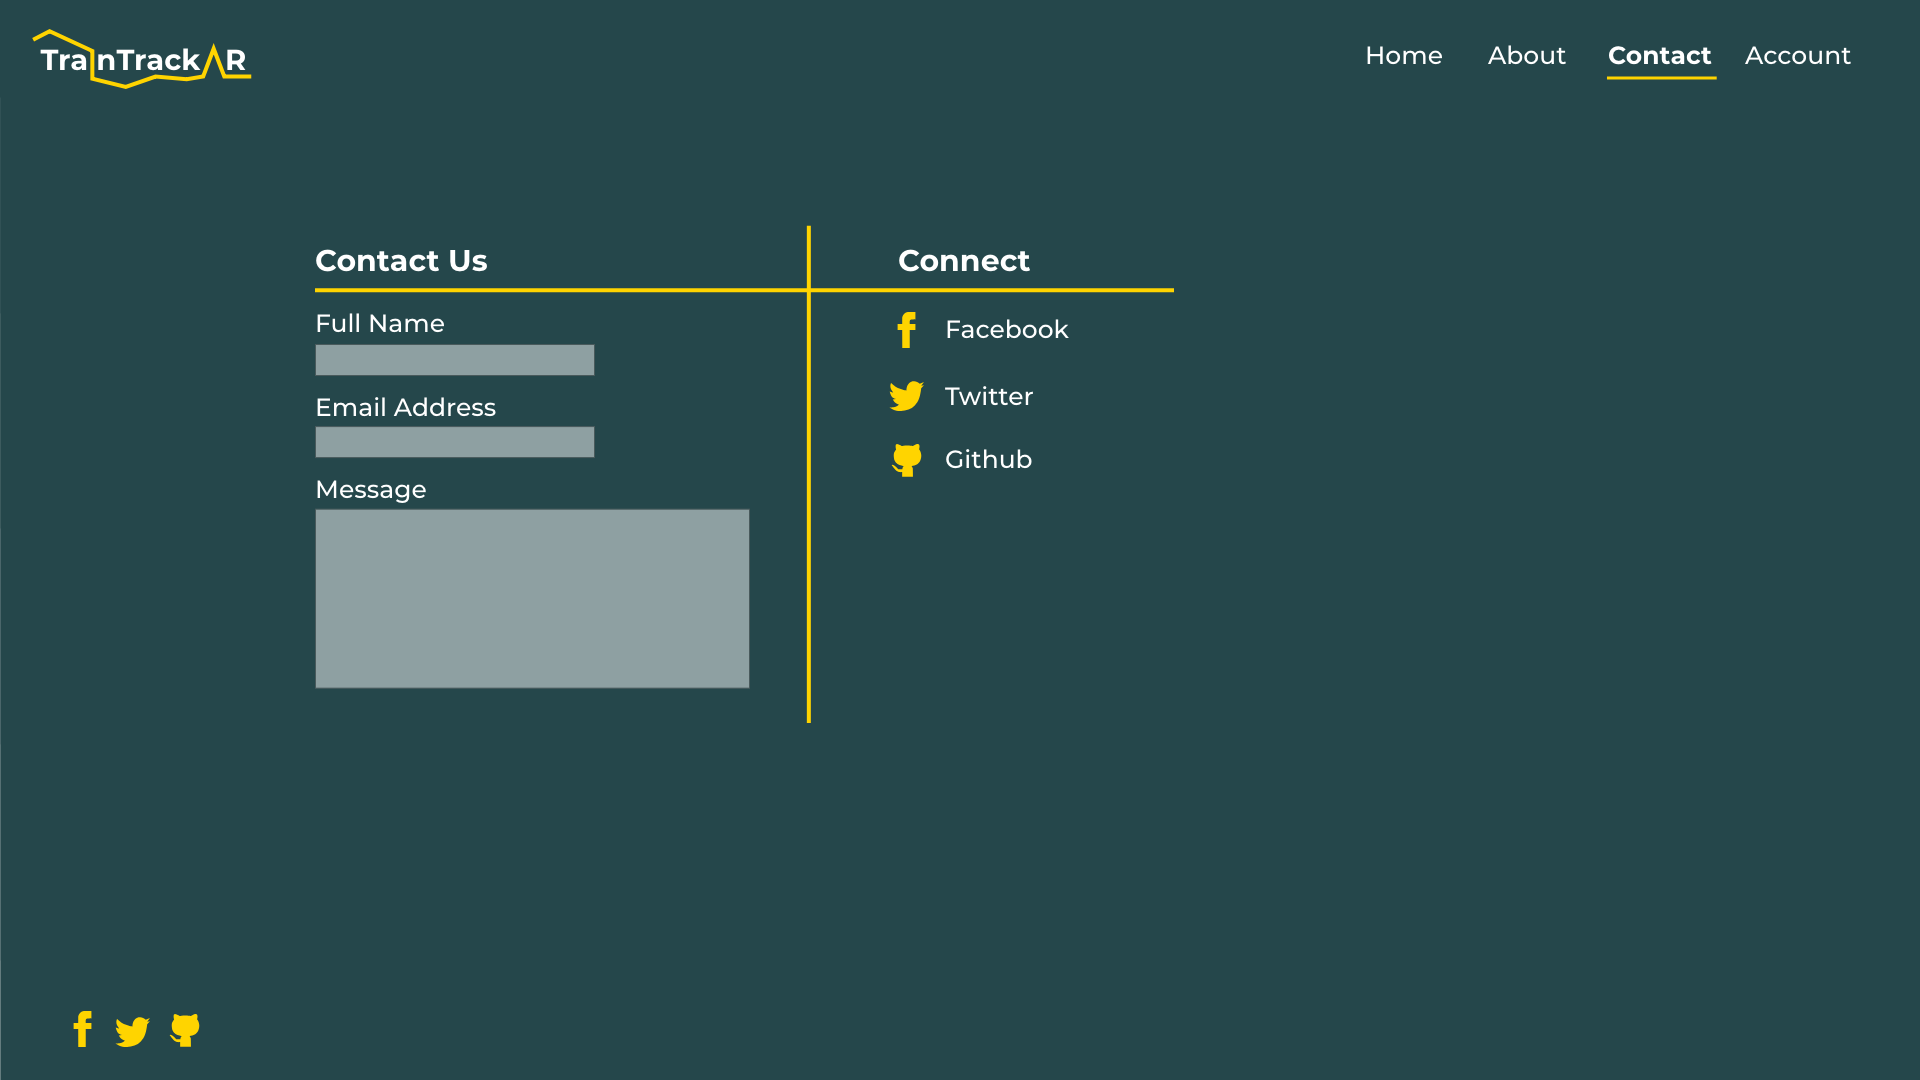 TrainTrackAR
Home About Contact Account
Contact Us
Full Name
Email Address
Message
Connect
Facebook
Twitter
Github